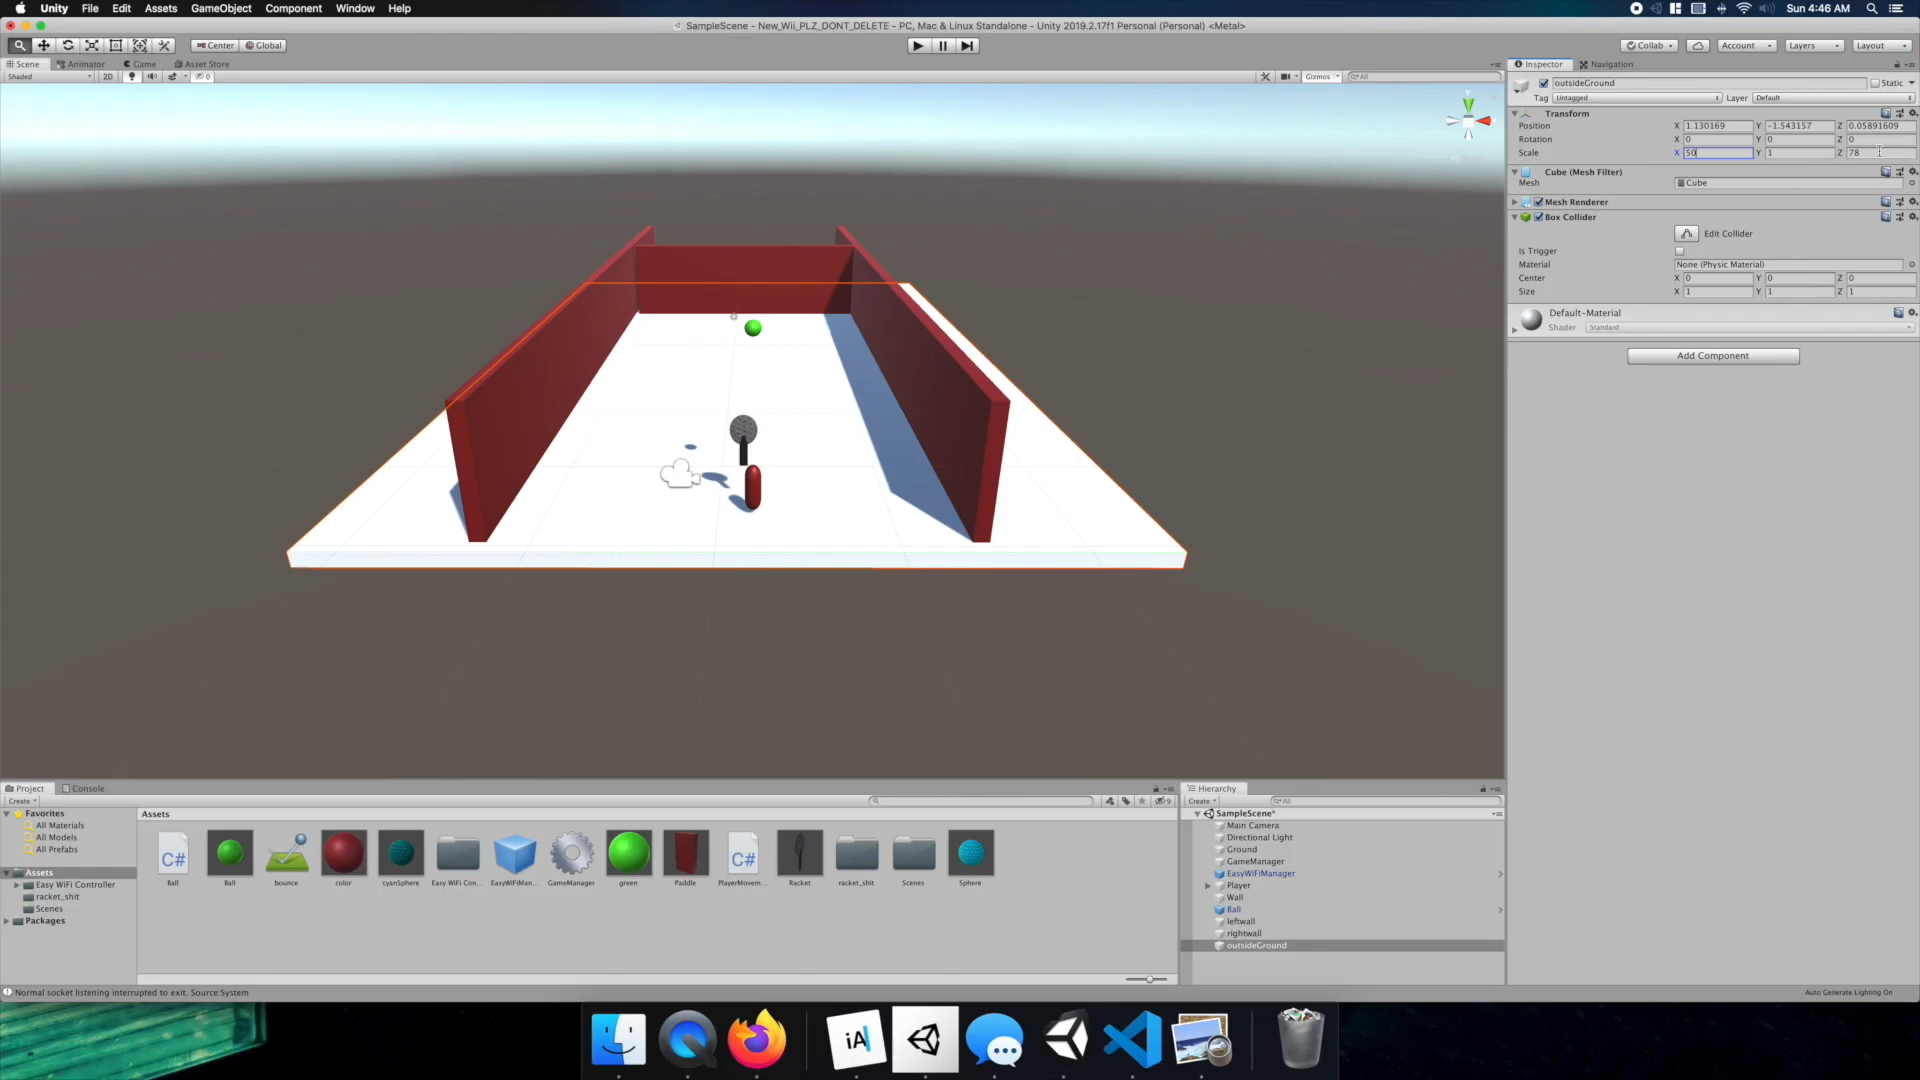 Unity File Edit Assets GameObject Component Window Help Sun 4:46 AM
SampleScene - New_Wii_PLZ_DONT_DELETE - PC, Mac & Linux Standalone - Unity 2019.2.17f1 Personal (Personal) <Metal>
Center Global Collab Account Layers Layout
Scene Animator Game Asset Store Inspector Navigation
Shaded 2D 0 Gizmos All
outsideGround Static
Tag Untagged Layer Default
Transform
Position X 1.130169 Y -1.543157 Z 0.05891609
Rotation X 0 Y 0 Z 0
Scale X 50 Y 1 Z 78
Cube (Mesh Filter)
Mesh Cube
Mesh Renderer
Box Collider
Edit Collider
Is Trigger
Material None (Physic Material)
Center X 0 Y 0 Z 0
Size X 1 Y 1 Z 1
Default-Material
Shader Standard
Add Component
Project Console
Create 9
Favorites
All Materials
All Models
All Prefabs
Assets
Easy WiFi Controller
racket_shit
Scenes
Packages
Assets
C# C#
Ball Ball bounce color cyanSphere Easy WiFi Con... EasyWiFiMan... GameManager green Paddle PlayerMovem... Racket racket_shit Scenes Sphere
Hierarchy
Create All
SampleScene*
Main Camera
Directional Light
Ground
GameManager
EasyWiFiManager
Player
Wall
Ball
leftwall
rightwall
outsideGround
Normal socket listening interrupted to exit. Source:System
Auto Generate Lighting On
iA